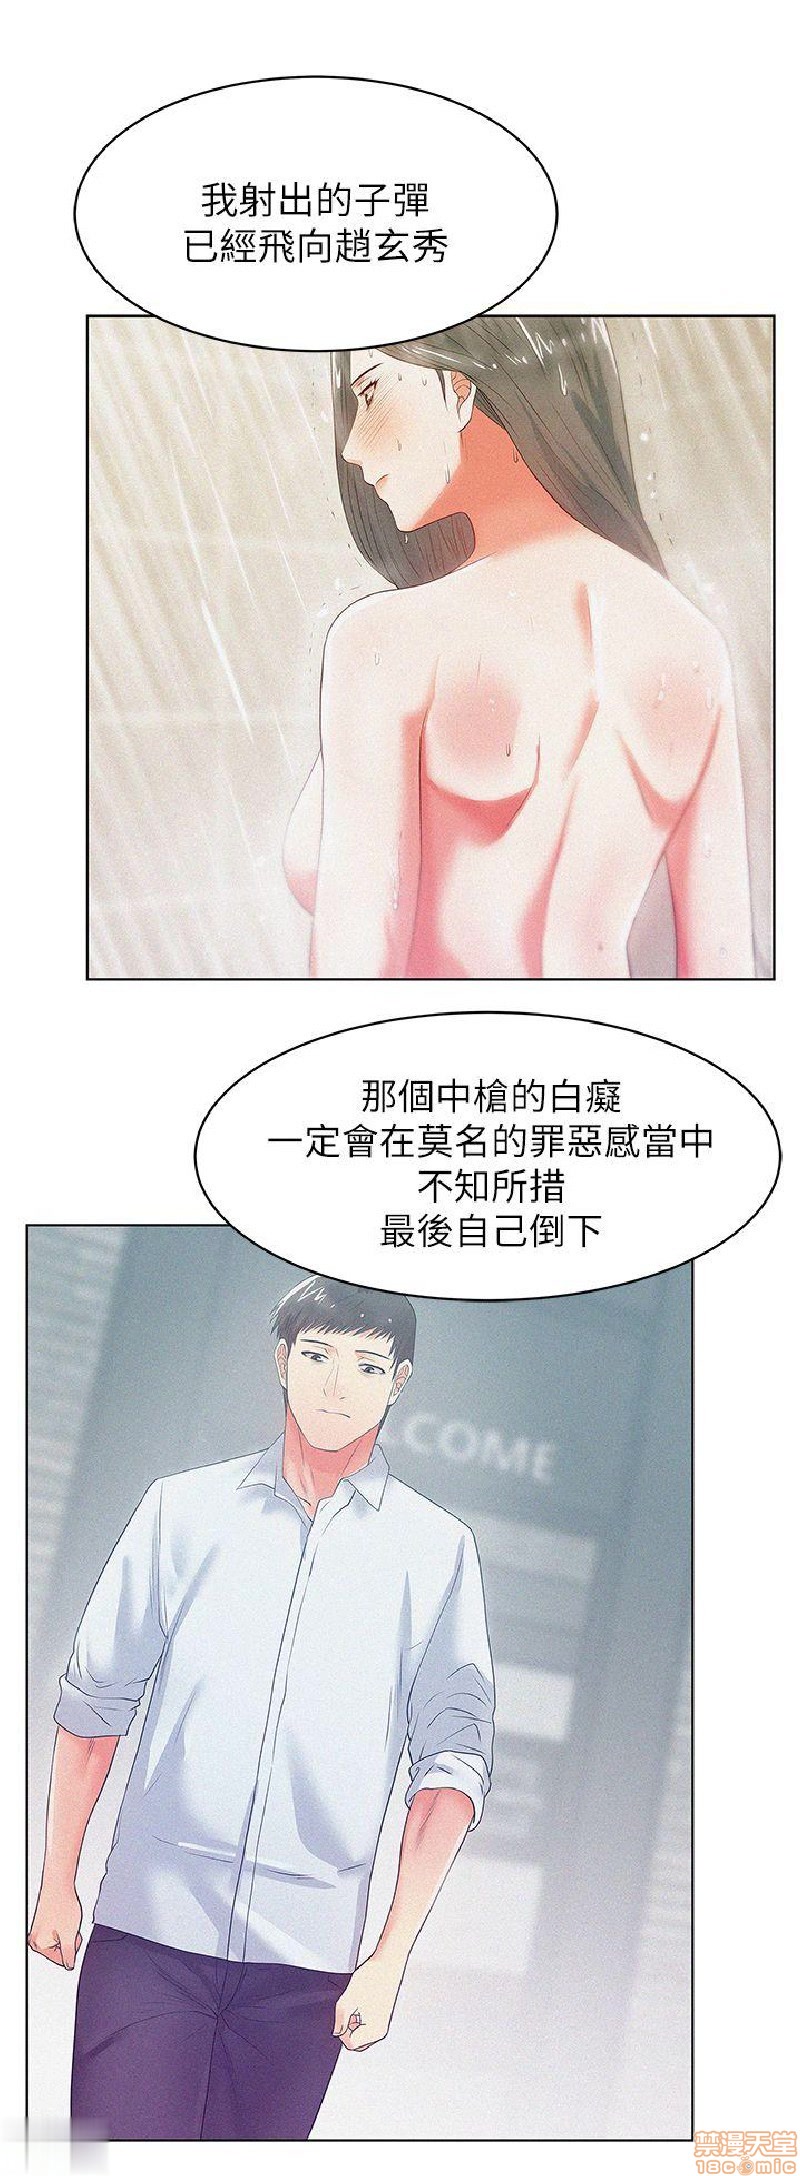 我射出的子彈
已經飛向趙玄秀
那個中槍的白癡
一定會在莫名的罪惡感當中
不知所措
最後自己倒下
LCOME
禁漫天堂
18comic